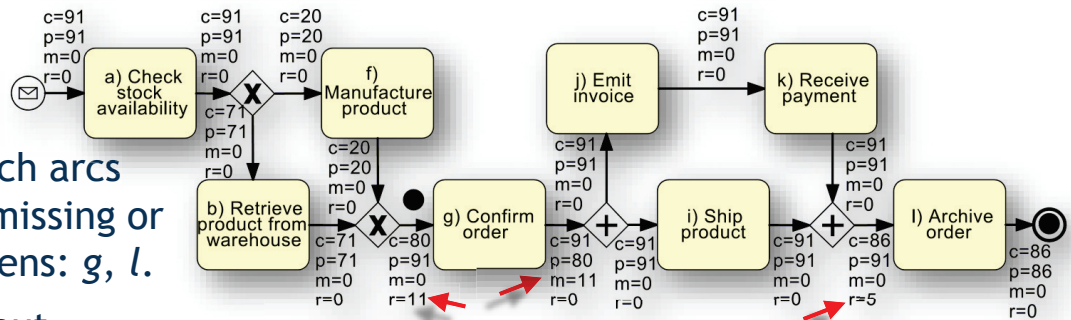 c=91
p=91
m=0
r=0
a) Check
stock
availability
c=91
p=91
m=0
r=0
X
c=20
p=20
m=0
r=0
f)
Manufacture
product
c=71
p=71
m=0
r=0
b) Retrieve
product from
warehouse
c=20
p=20
m=0
r=0
c=71
p=71
m=0
r=0
X
c=80
p=91
m=0
r=11
g) Confirm
order
c=91
p=80
m=11
r=0
+
c=91
p=91
m=0
r=0
j) Emit
invoice
c=91
p=91
m=0
r=0
k) Receive
payment
c=91
p=91
m=0
r=0
c=91
p=91
m=0
r=0
i) Ship
product
c=91
p=91
m=0
r=0
+
c=86
p=91
m=0
r=5
l) Archive
order
c=86
p=86
m=0
r=0
ch arcs
missing or
ens: g, l.